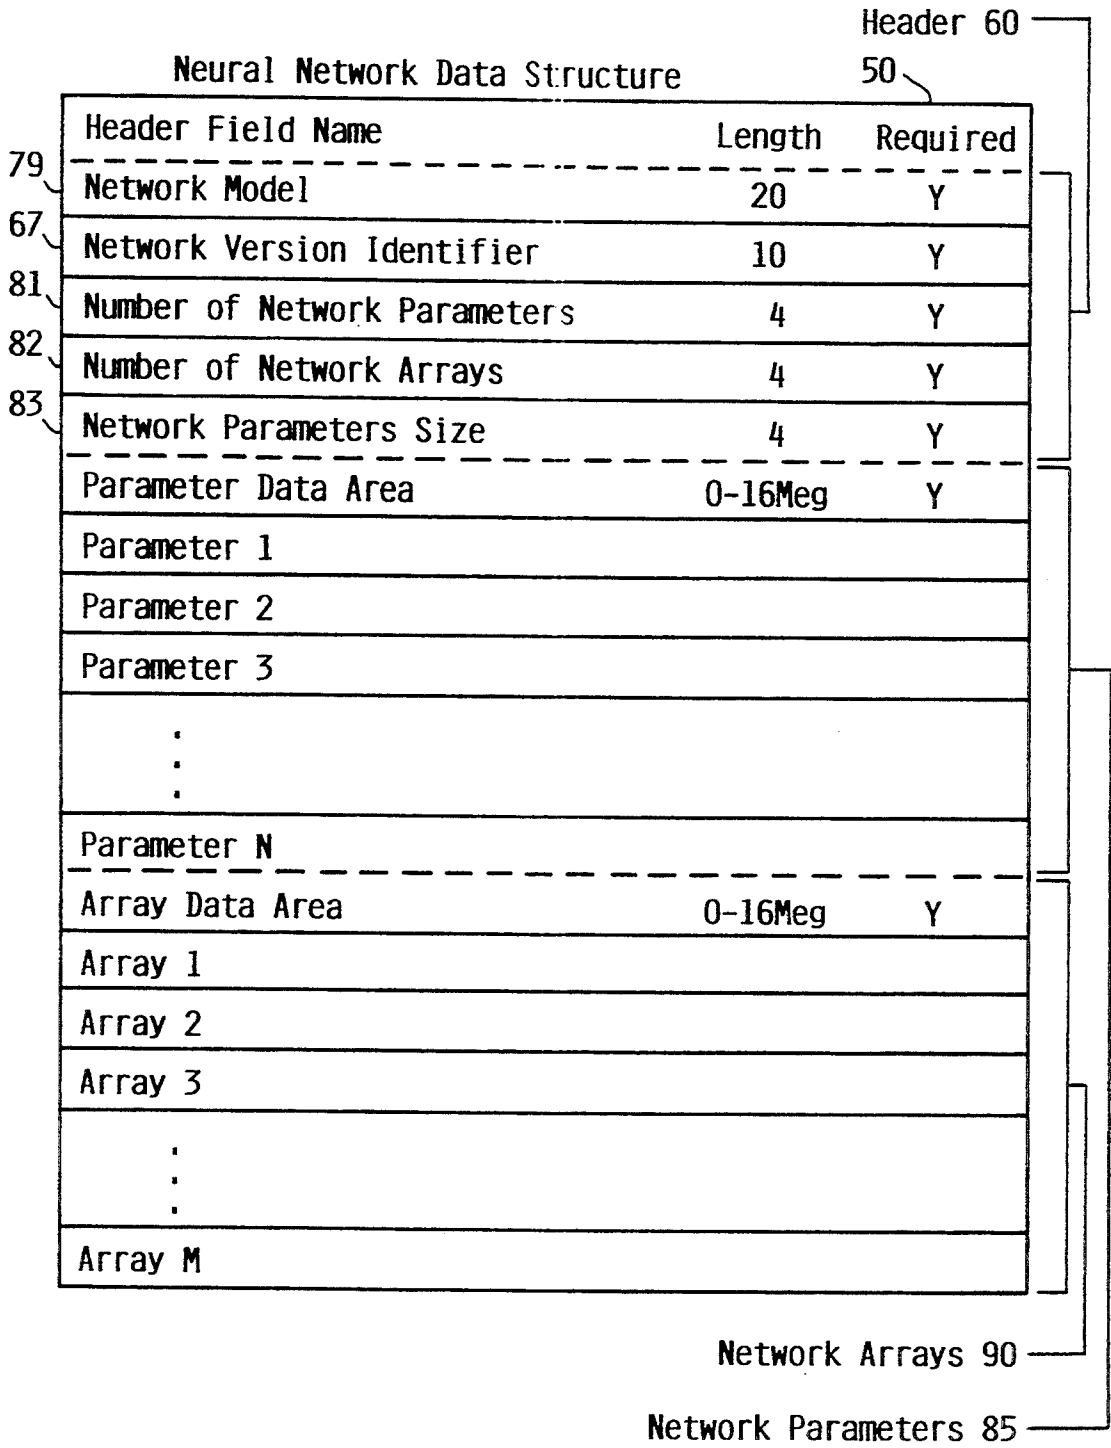 Header 60
Neural Network Data Structure 50
Header Field Name Length Required
79 Network Model 20 Y
67 Network Version Identifier 10 Y
81 Number of Network Parameters 4 Y
82 Number of Network Arrays 4 Y
83 Network Parameters Size 4 Y
Parameter Data Area 0-16Meg Y
Parameter 1
Parameter 2
Parameter 3
Parameter N
Array Data Area 0-16Meg Y
Array 1
Array 2
Array 3
Array M
Network Arrays 90
Network Parameters 85